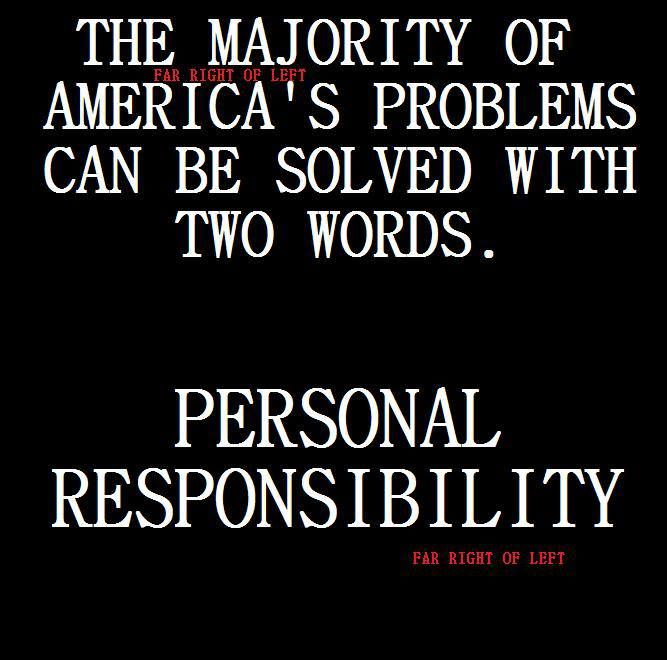 THE MAJORITY OF
FAR RIGHT OF LEFT
AMERICA'S PROBLEMS
CAN BE SOLVED WITH
TWO WORDS.
PERSONAL
RESPONSIBILITY
FAR RIGHT OF LEFT